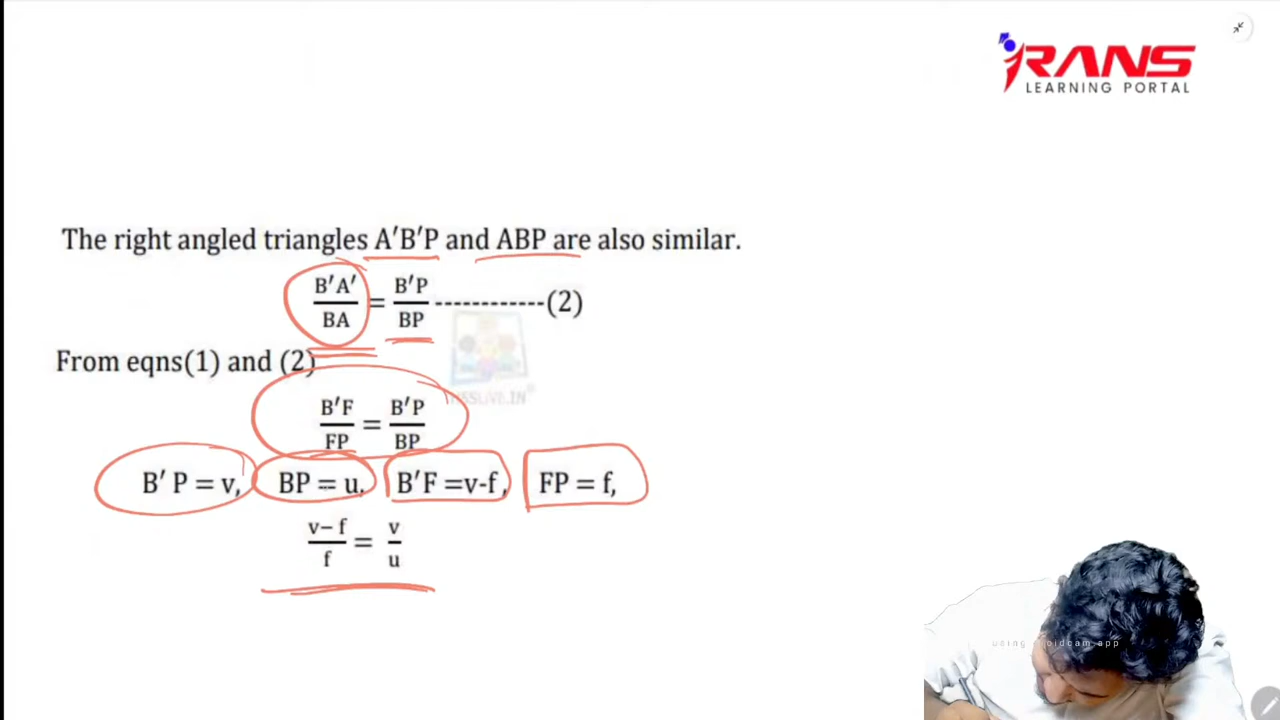 RANS
LEARNING PORTAL
The right angled triangles A′B′P and ABP are also similar.
B′A′/BA = B′P/BP ------------(2)
From eqns(1) and (2)
B′F/FP = B′P/BP
B′ P = v, BP = u, B′F =v-f, FP = f,
v– f/f = v/u